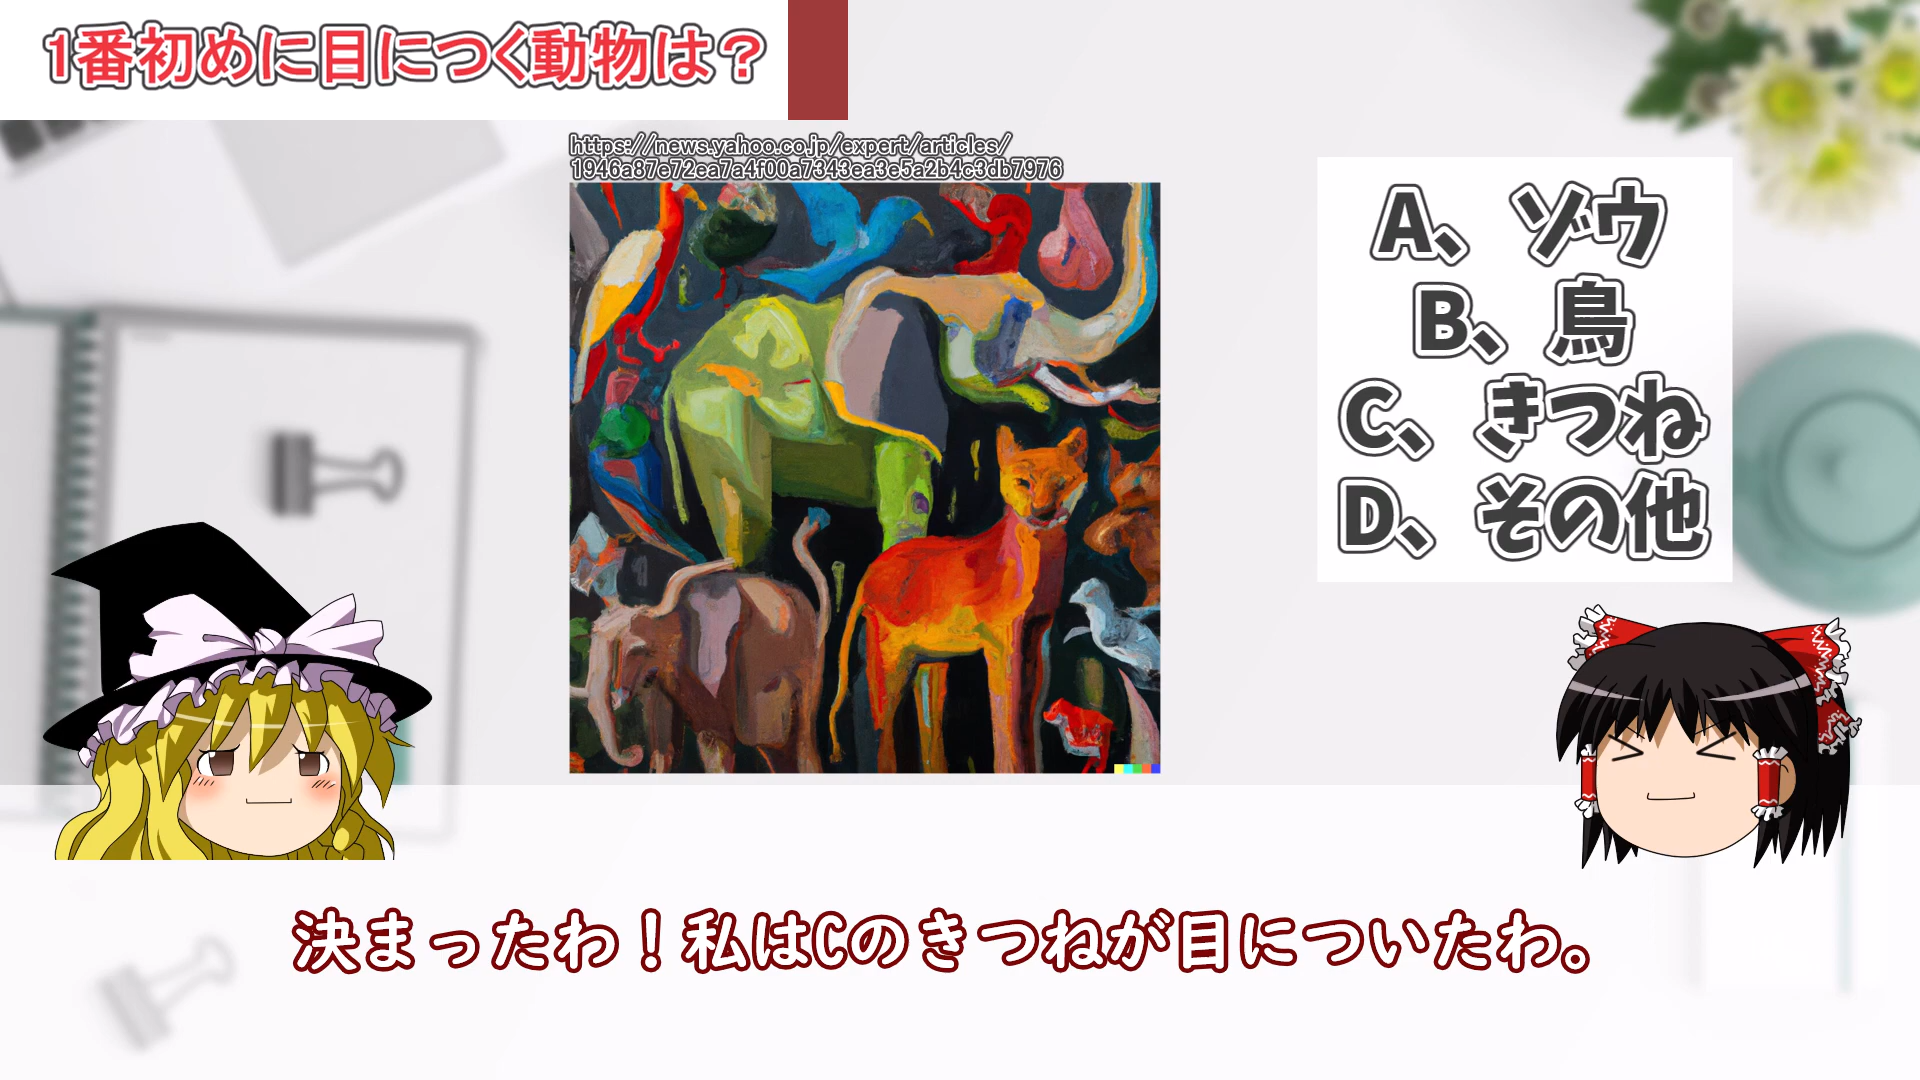 1番初めに目につく動物は？
https://news.yahoo.co.jp/expert/articles/
1946a87e72ea7a4f00a7343ea3e5a2b4c3db7976
A、 ゾウ
B、 鳥
C、 きつね
D、 その他
決まったわ！私はCのきつねが目についたわ。